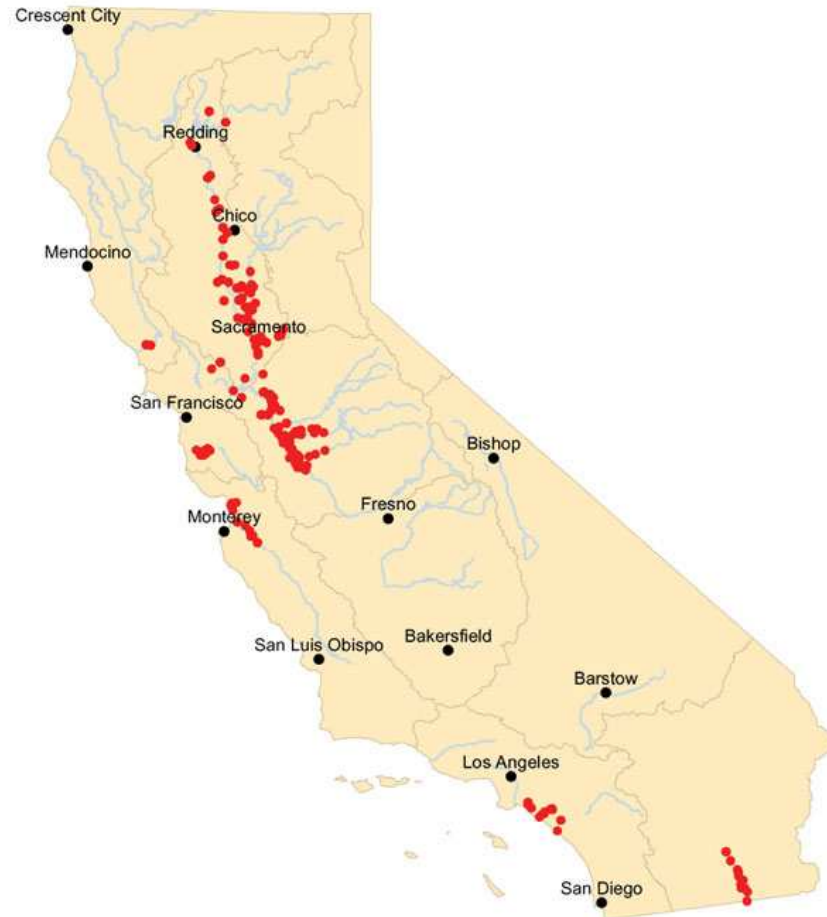 Crescent City
Redding
Chico
Mendocino
Sacramento
San Francisco
Bishop
Fresno
Monterey
San Luis Obispo
Bakersfield
Barstow
Los Angeles
San Diego